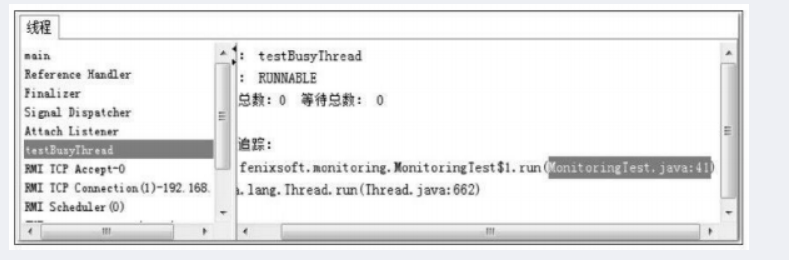 线程
main
Reference Handler
Finalizer
Signal Dispatcher
Attach Listener
testBusyThread
RMI TCP Accept-0
RMI TCP Connection(1)-192.168.
RMI Scheduler(0)
: testBusyThread
: RUNNABLE
总数: 0 等待总数: 0
追踪:
fenixsoft.monitoring.MonitoringTest$1.run(MonitoringTest.java:41)
.lang.Thread.run(Thread.java:662)